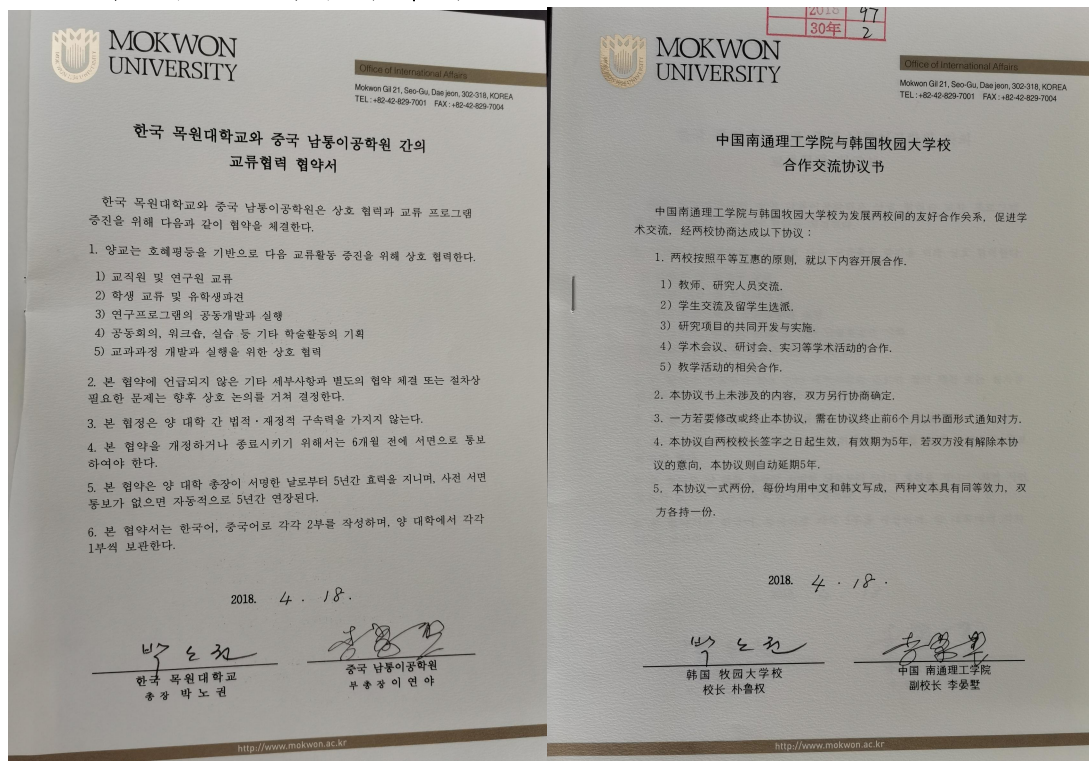 MOKWON
UNIVERSITY
Office of International Affairs
Mokwon Gil 21, Seo-Gu, Dae jeon, 302-318, KOREA
TEL : +82-42-829-7001 FAX : +82-42-829-7004
한국 목원대학교와 중국 남통이공학원 간의
교류협력 협약서
한국 목원대학교와 중국 남통이공학원은 상호 협력과 교류 프로그램
증진을 위해 다음과 같이 협약을 체결한다.
1. 양교는 호혜평등을 기반으로 다음 교류활동 증진을 위해 상호 협력한다.
1) 교직원 및 연구원 교류
2) 학생 교류 및 유학생파견
3) 연구프로그램의 공동개발과 실행
4) 공동회의, 워크숍, 실습 등 기타 학술활동의 기획
5) 교과과정 개발과 실행을 위한 상호 협력
2. 본 협약에 언급되지 않은 기타 세부사항과 별도의 협약 체결 또는 절차상
필요한 문제는 향후 상호 논의를 거쳐 결정한다.
3. 본 협정은 양 대학 간 법적·재정적 구속력을 가지지 않는다.
4. 본 협약을 개정하거나 종료시키기 위해서는 6개월 전에 서면으로 통보
하여야 한다.
5. 본 협약은 양 대학 총장이 서명한 날로부터 5년간 효력을 지니며, 사전 서면
통보가 없으면 자동적으로 5년간 연장된다.
6. 본 협약서는 한국어, 중국어로 각각 2부를 작성하며, 양 대학에서 각각
1부씩 보관한다.
2018. 4 . 18 .
박노권
한국 목원대학교
총장 박노권
중국 남통이공학원
부총장 이연야
http://www.mokwon.ac.kr
2018 97
30年 2
MOKWON
UNIVERSITY
Office of International Affairs
Mokwon Gil 21, Seo-Gu, Dae jeon, 302-318, KOREA
TEL : +82-42-829-7001 FAX : +82-42-829-7004
中国南通理工学院与韩国牧园大学校
合作交流协议书
中国南通理工学院与韩国牧园大学校为发展两校间的友好合作关系, 促进学
术交流, 经两校协商达成以下协议：
1. 两校按照平等互惠的原则, 就以下内容开展合作.
1) 教师、研究人员交流.
2) 学生交流及留学生选派.
3) 研究项目的共同开发与实施.
4) 学术会议、研讨会、实习等学术活动的合作.
5) 教学活动的相关合作.
2. 本协议书上未涉及的内容, 双方另行协商确定.
3. 一方若要修改或终止本协议, 需在协议终止前6个月以书面形式通知对方.
4. 本协议自两校校长签字之日起生效, 有效期为5年, 若双方没有解除本协
议的意向, 本协议则自动延期5年.
5. 本协议一式两份, 每份均用中文和韩文写成, 两种文本具有同等效力, 双
方各持一份.
2018. 4 . 18 .
박노권
韩国 牧园大学校
校长 朴鲁权
中国 南通理工学院
副校长 李晏墅
http://www.mokwon.ac.kr